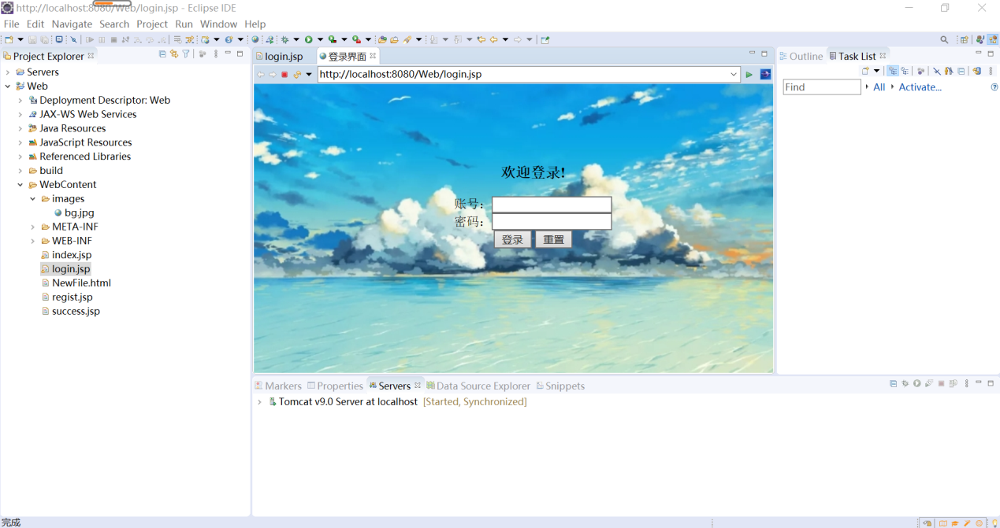 http://localhost:8080/Web/login.jsp - Eclipse IDE
File Edit Navigate Search Project Run Window Help
Project Explorer
login.jsp 登录界面
Outline Task List
Servers
http://localhost:8080/Web/login.jsp
Web
Find All Activate...
Deployment Descriptor: Web
JAX-WS Web Services
Java Resources
JavaScript Resources
Referenced Libraries
build
WebContent
images
bg.jpg
META-INF
WEB-INF
index.jsp
login.jsp
NewFile.html
regist.jsp
success.jsp
欢迎登录!
账号：
密码：
登录 重置
Markers Properties Servers Data Source Explorer Snippets
Tomcat v9.0 Server at localhost [Started, Synchronized]
完成